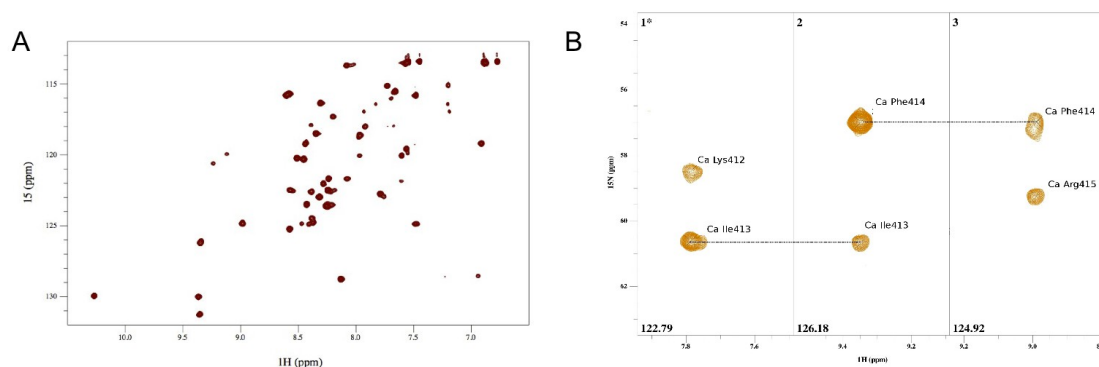 A
115
120
125
130
15 (ppm)
10.0
9.5
9.0
8.5
8.0
7.5
7.0
1H (ppm)
B
1*
2
3
54
56
58
60
62
15N (ppm)
Ca Phe414
Ca Phe414
Ca Lys412
Ca Arg415
Ca Ile413
Ca Ile413
122.79
126.18
124.92
7.8
7.6
9.4
9.2
9.2
9.0
8
1H (ppm)